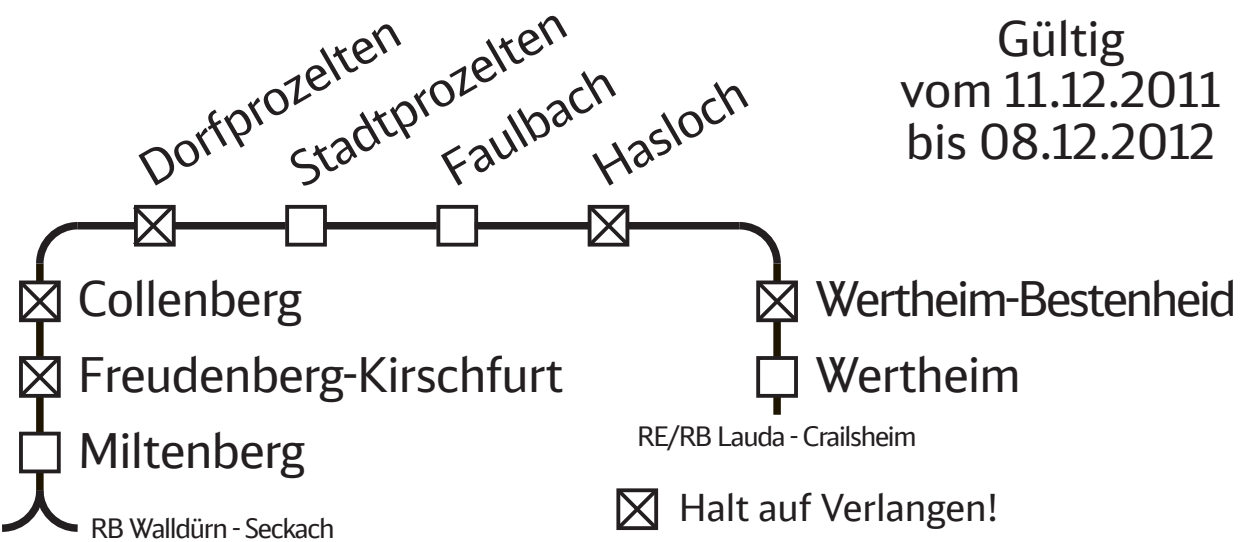 Dorfprozelten
Stadtprozelten
Faulbach
Hasloch
Gültig
vom 11.12.2011
bis 08.12.2012
Collenberg
Freudenberg-Kirschfurt
Miltenberg
RB Walldürn - Seckach
Wertheim-Bestenheid
Wertheim
RE/RB Lauda - Crailsheim
Halt auf Verlangen!